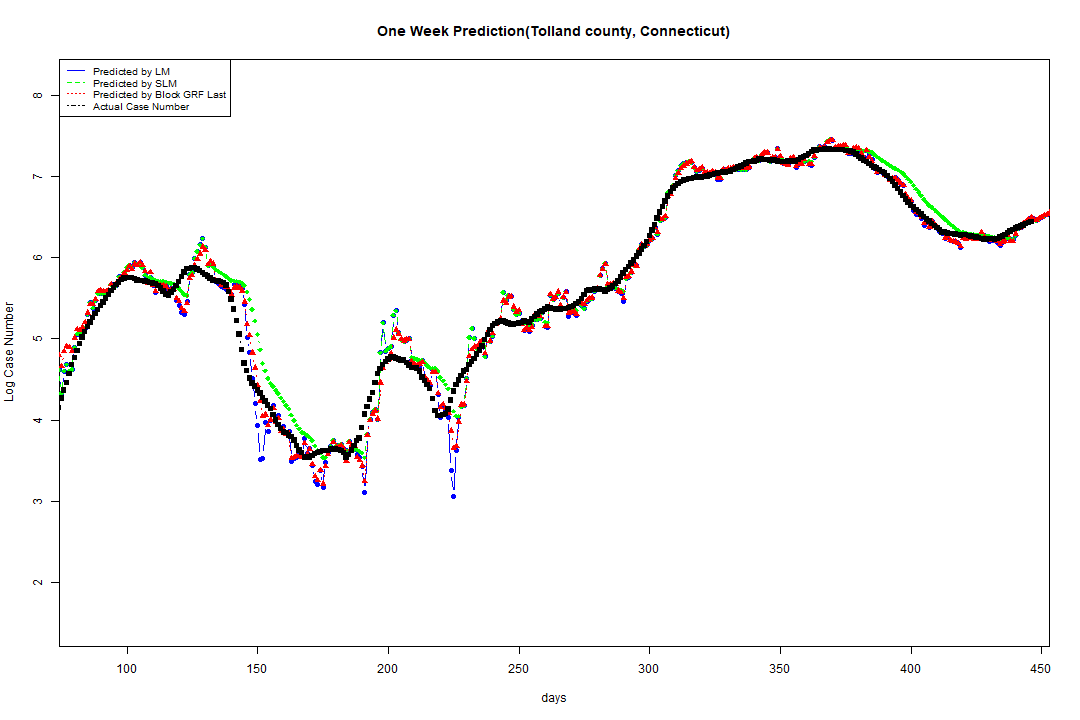 One Week Prediction(Tolland county, Connecticut)
Predicted by LM
Predicted by SLM
Predicted by Block GRF Last
Actual Case Number
8
7
6
5
4
3
2
Log Case Number
100 150 200 250 300 350 400 450
days